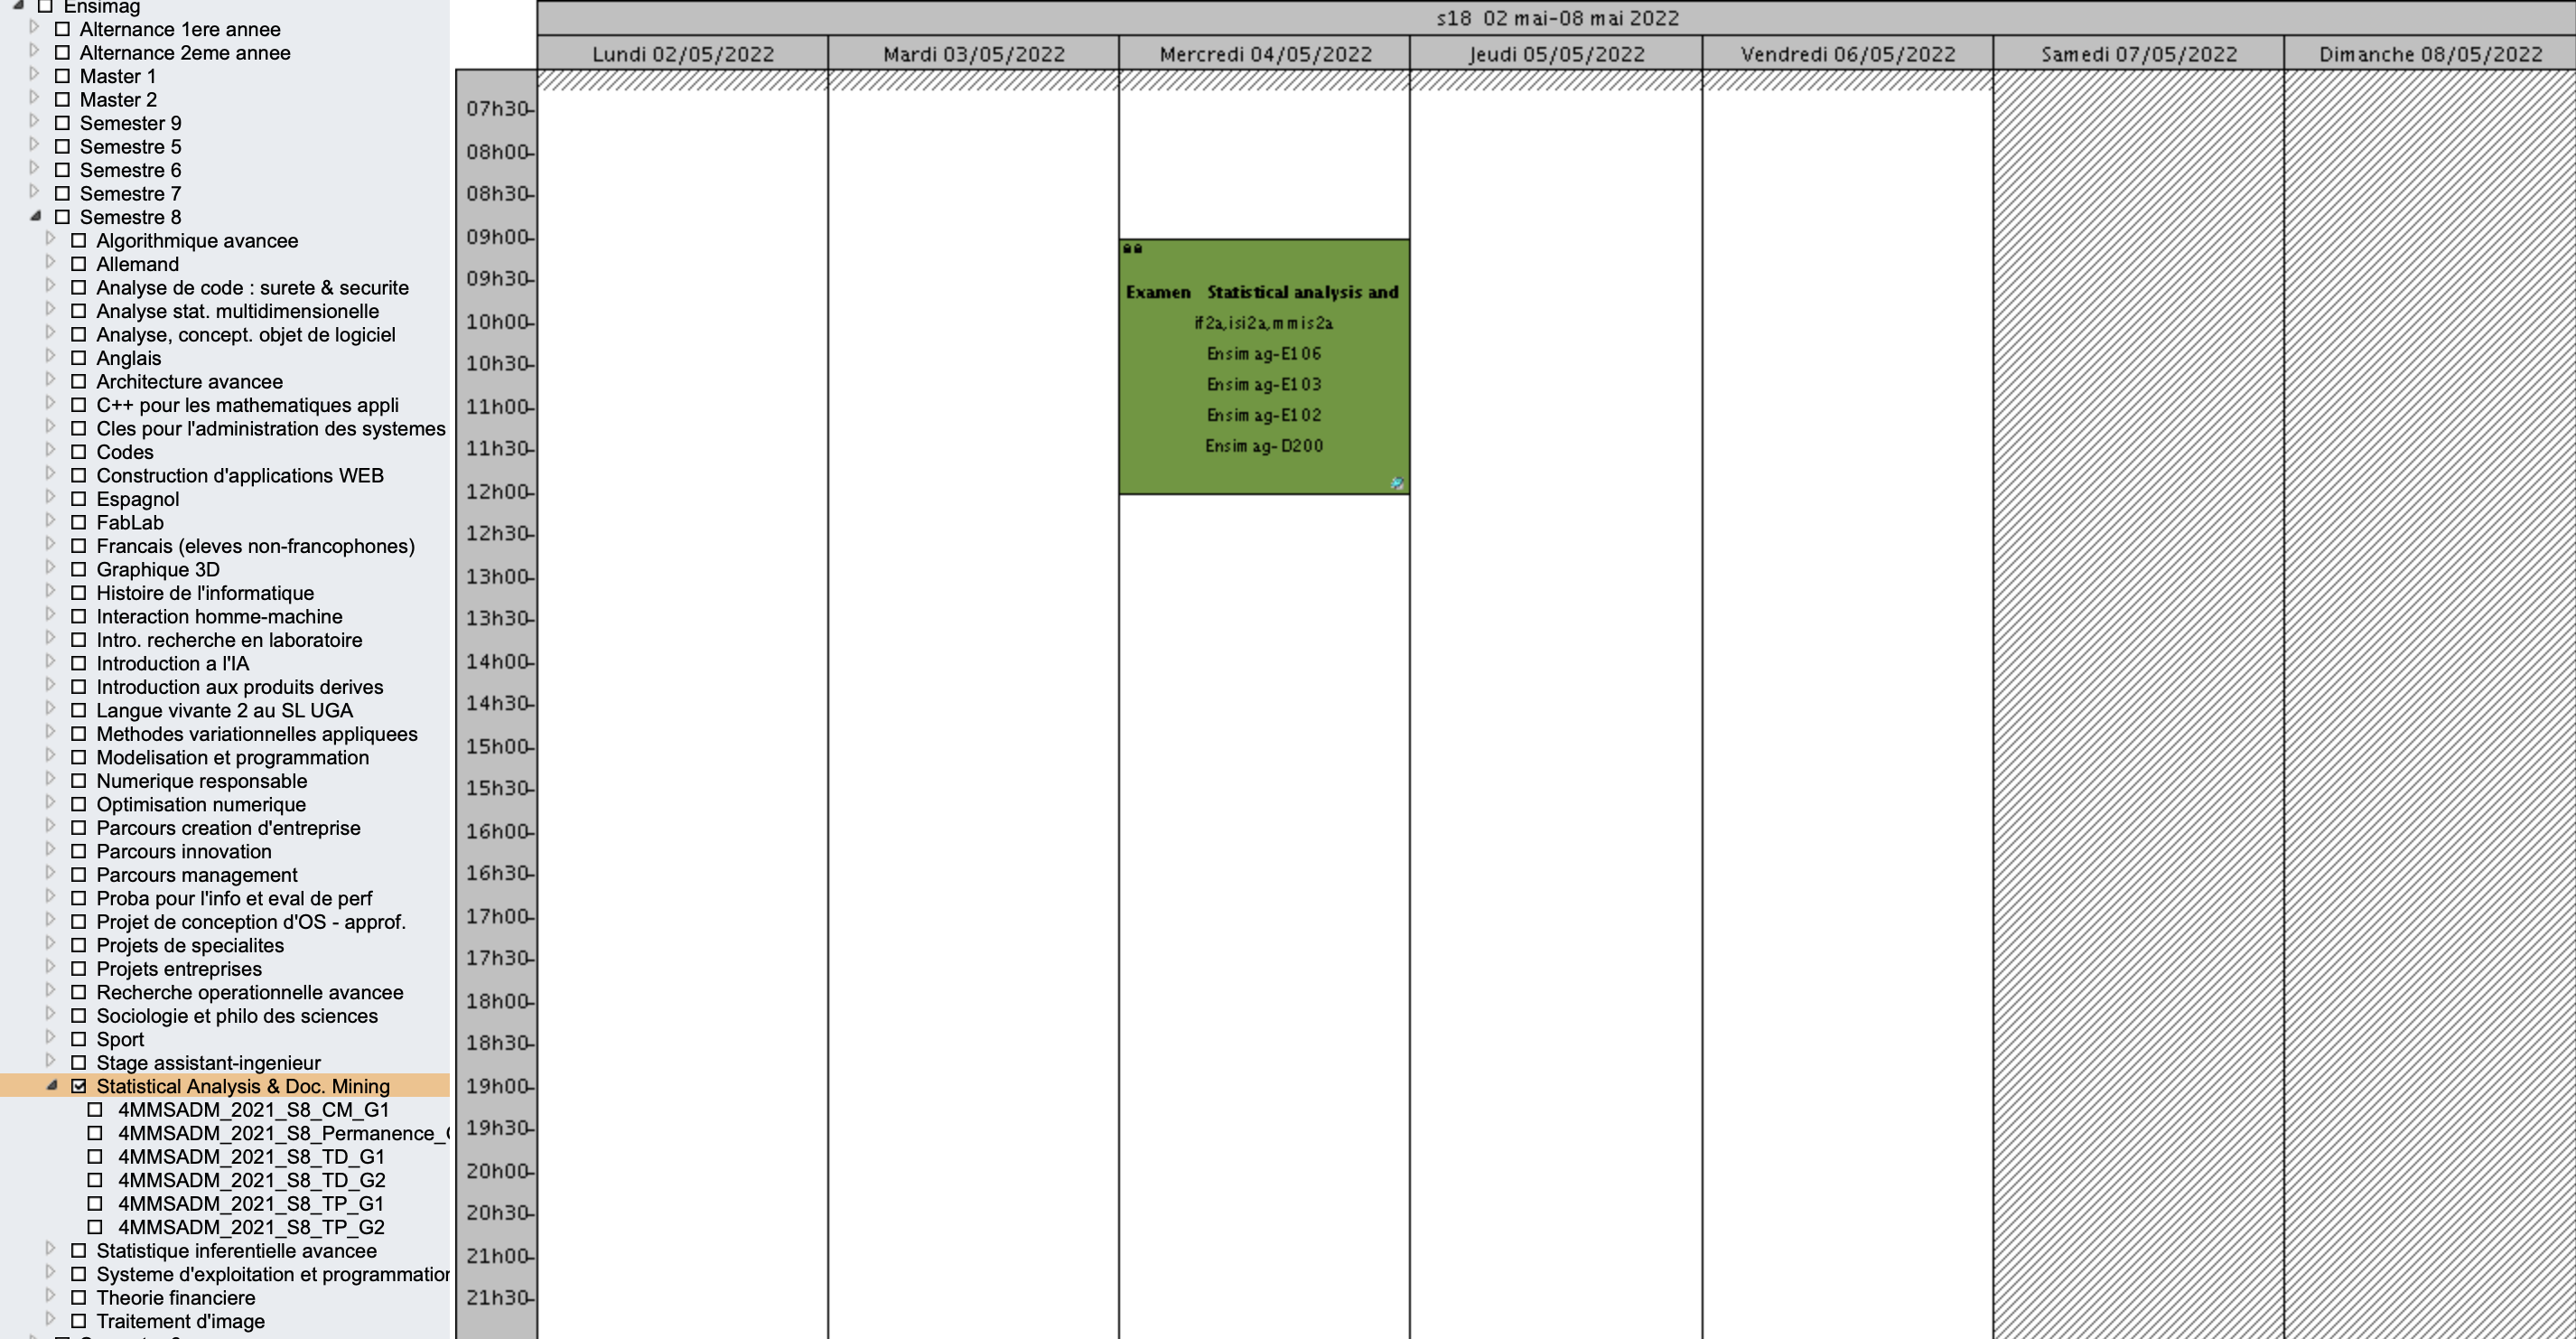 Ensimag
Alternance 1ere annee
Alternance 2eme annee
Master 1
Master 2
Semester 9
Semestre 5
Semestre 6
Semestre 7
Semestre 8
Algorithmique avancee
Allemand
Analyse de code : surete & securite
Analyse stat. multidimensionelle
Analyse, concept. objet de logiciel
Anglais
Architecture avancee
C++ pour les mathematiques appli
Cles pour l'administration des systemes
Codes
Construction d'applications WEB
Espagnol
FabLab
Francais (eleves non-francophones)
Graphique 3D
Histoire de l'informatique
Interaction homme-machine
Intro. recherche en laboratoire
Introduction a l'IA
Introduction aux produits derives
Langue vivante 2 au SL UGA
Methodes variationnelles appliquees
Modelisation et programmation
Numerique responsable
Optimisation numerique
Parcours creation d'entreprise
Parcours innovation
Parcours management
Proba pour l'info et eval de perf
Projet de conception d'OS - approf.
Projets de specialites
Projets entreprises
Recherche operationnelle avancee
Sociologie et philo des sciences
Sport
Stage assistant-ingenieur
Statistical Analysis & Doc. Mining
4MMSADM_2021_S8_CM_G1
4MMSADM_2021_S8_Permanence_
4MMSADM_2021_S8_TD_G1
4MMSADM_2021_S8_TD_G2
4MMSADM_2021_S8_TP_G1
4MMSADM_2021_S8_TP_G2
Statistique inferentielle avancee
Systeme d'exploitation et programmation
Theorie financiere
Traitement d'image
s18 02 mai-08 mai 2022
Lundi 02/05/2022 Mardi 03/05/2022 Mercredi 04/05/2022 Jeudi 05/05/2022 Vendredi 06/05/2022 Samedi 07/05/2022 Dimanche 08/05/2022
07h30
08h00
08h30
09h00
09h30
10h00
10h30
11h00
11h30
12h00
12h30
13h00
13h30
14h00
14h30
15h00
15h30
16h00
16h30
17h00
17h30
18h00
18h30
19h00
19h30
20h00
20h30
21h00
21h30
Examen Statistical analysis and
if2a,isi2a,mmis2a
Ensimag-E106
Ensimag-E103
Ensimag-E102
Ensimag-D200